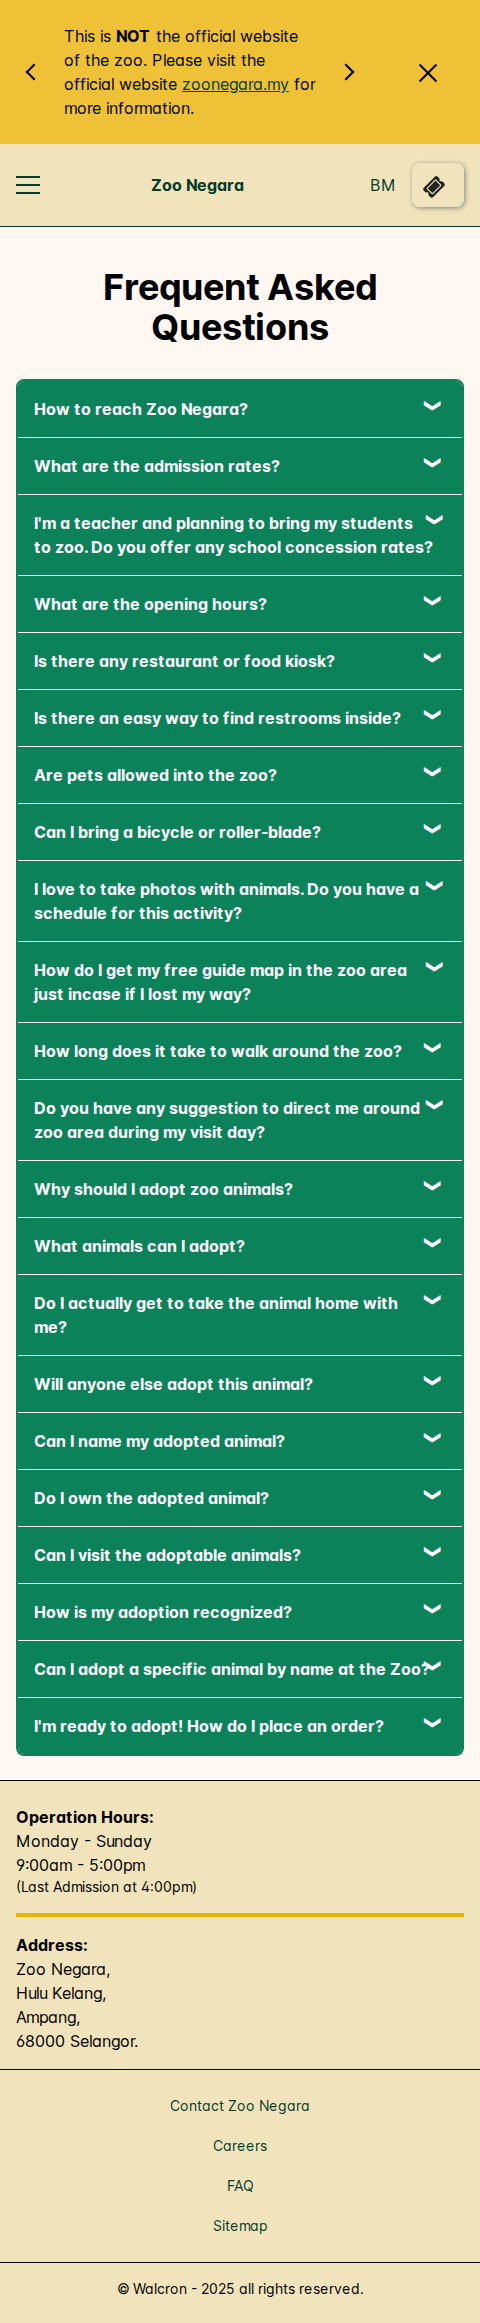 This is NOT the official website
of the zoo. Please visit the
official website zoonegara.my for
more information.
Zoo Negara
BM
Frequent Asked
Questions
How to reach Zoo Negara?
What are the admission rates?
I'm a teacher and planning to bring my students
to zoo. Do you offer any school concession rates?
What are the opening hours?
Is there any restaurant or food kiosk?
Is there an easy way to find restrooms inside?
Are pets allowed into the zoo?
Can I bring a bicycle or roller-blade?
I love to take photos with animals. Do you have a
schedule for this activity?
How do I get my free guide map in the zoo area
just incase if I lost my way?
How long does it take to walk around the zoo?
Do you have any suggestion to direct me around
zoo area during my visit day?
Why should I adopt zoo animals?
What animals can I adopt?
Do I actually get to take the animal home with
me?
Will anyone else adopt this animal?
Can I name my adopted animal?
Do I own the adopted animal?
Can I visit the adoptable animals?
How is my adoption recognized?
Can I adopt a specific animal by name at the Zoo?
I'm ready to adopt! How do I place an order?
Operation Hours:
Monday - Sunday
9:00am - 5:00pm
(Last Admission at 4:00pm)
Address:
Zoo Negara,
Hulu Kelang,
Ampang,
68000 Selangor.
Contact Zoo Negara
Careers
FAQ
Sitemap
© Walcron - 2025 all rights reserved.